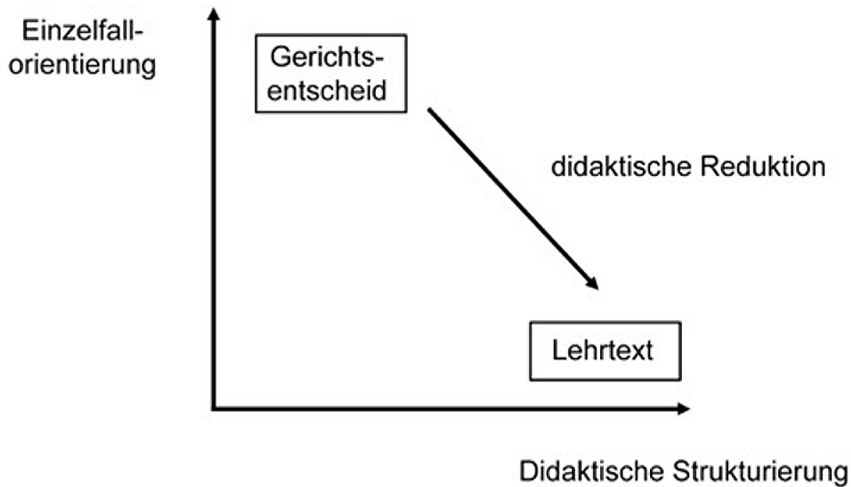 Einzelfall-
orientierung
Gerichts-
entscheid
didaktische Reduktion
Lehrtext
Didaktische Strukturierung